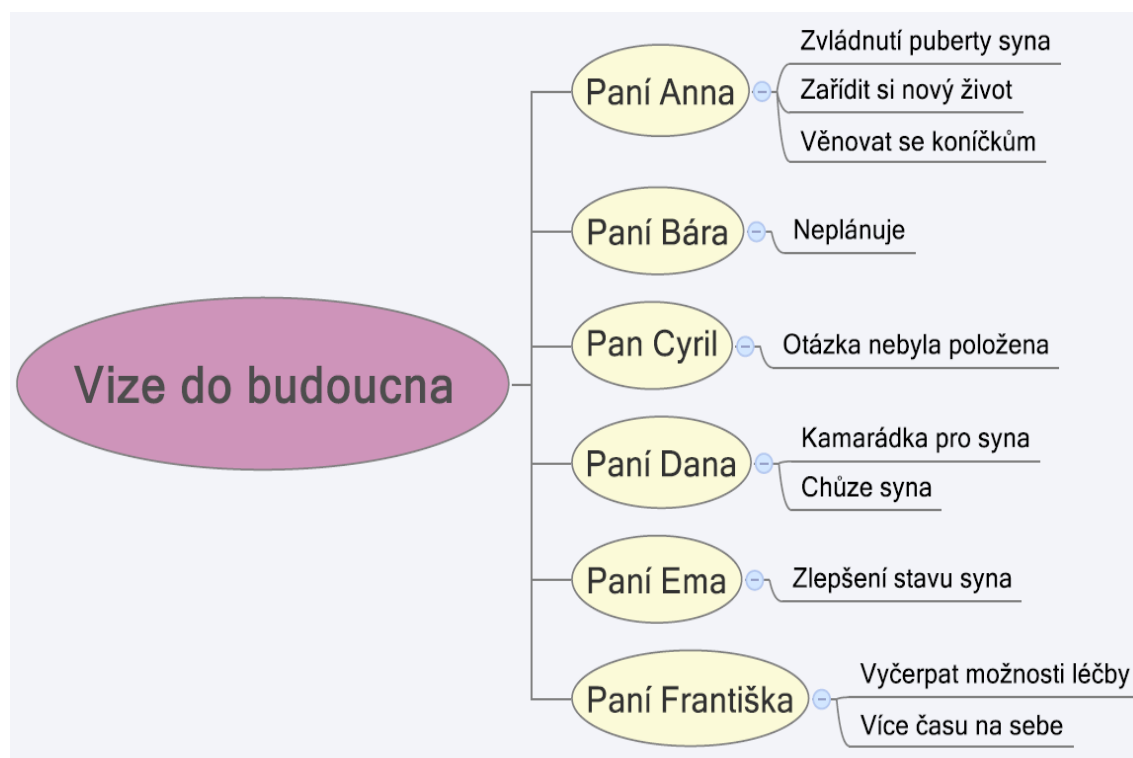 Vize do budoucna
Paní Anna
Zvládnutí puberty syna
Zařídit si nový život
Věnovat se koníčkům
Paní Bára
Neplánuje
Pan Cyril
Otázka nebyla položena
Paní Dana
Kamarádka pro syna
Chůze syna
Paní Ema
Zlepšení stavu syna
Paní Františka
Vyčerpat možnosti léčby
Více času na sebe